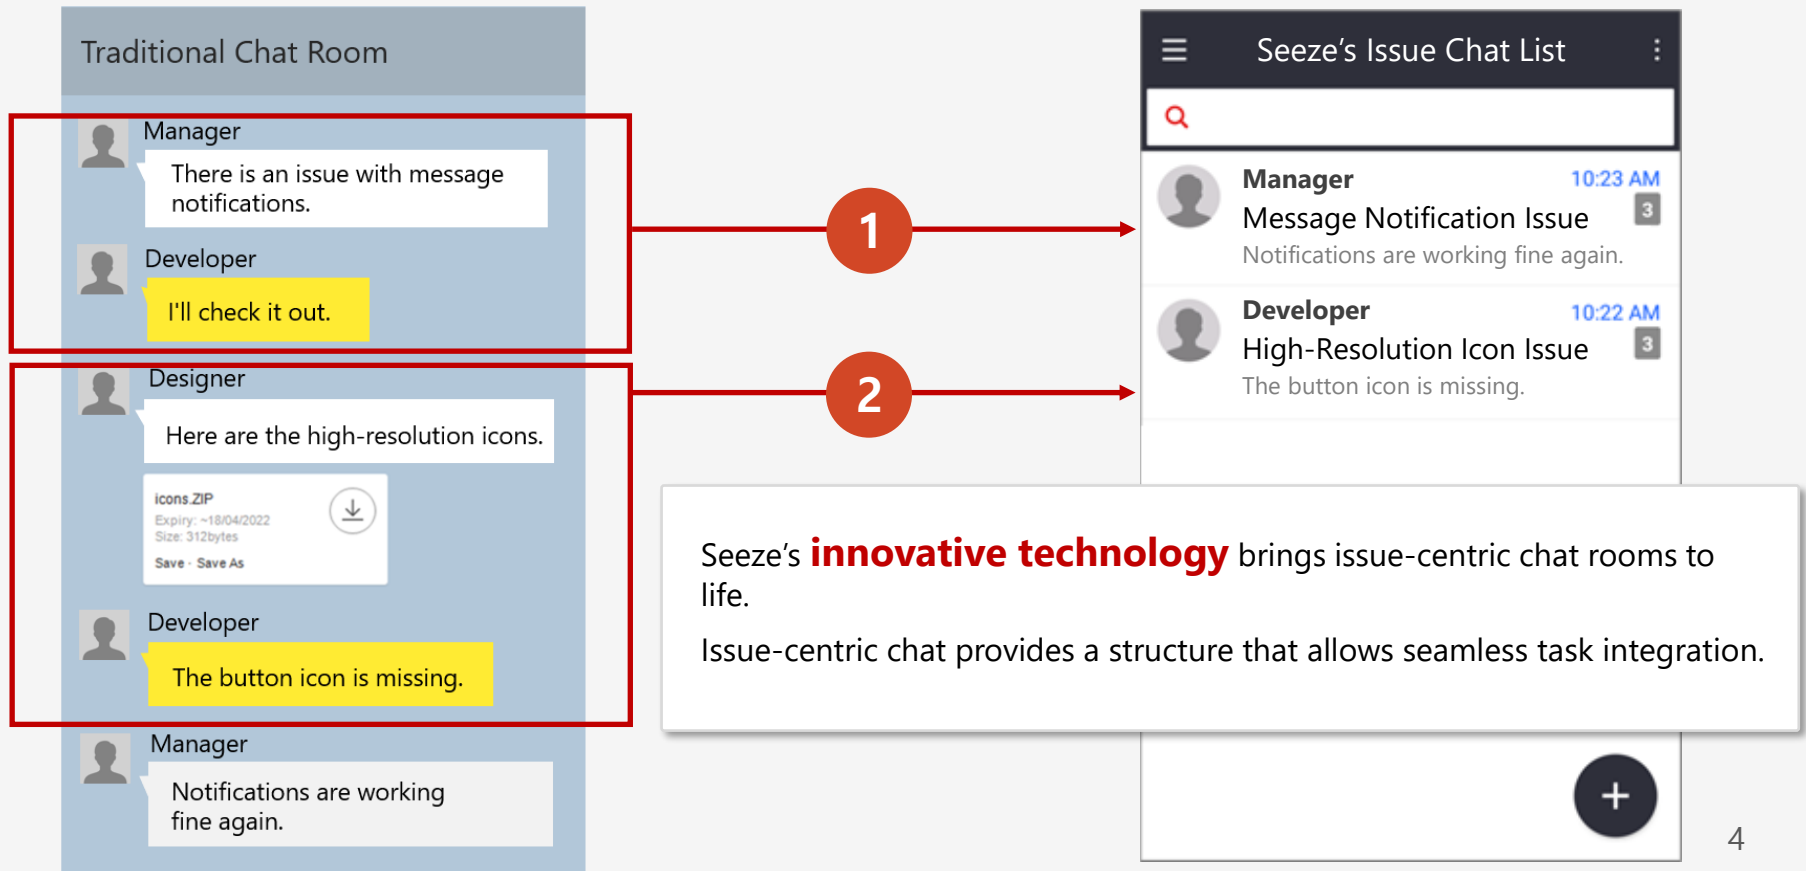 Traditional Chat Room
Manager
There is an issue with message
notifications.
Developer
I'll check it out.
Designer
Here are the high-resolution icons.
icons.ZIP
Expiry: ~18/04/2022
Size: 312bytes
Save · Save As
Developer
The button icon is missing.
Manager
Notifications are working
fine again.
1
2
Seeze’s Issue Chat List
Manager
10:23 AM
Message Notification Issue
3
Notifications are working fine again.
Developer
10:22 AM
High-Resolution Icon Issue
3
The button icon is missing.
Seeze’s innovative technology brings issue-centric chat rooms to
life.
Issue-centric chat provides a structure that allows seamless task integration.
4